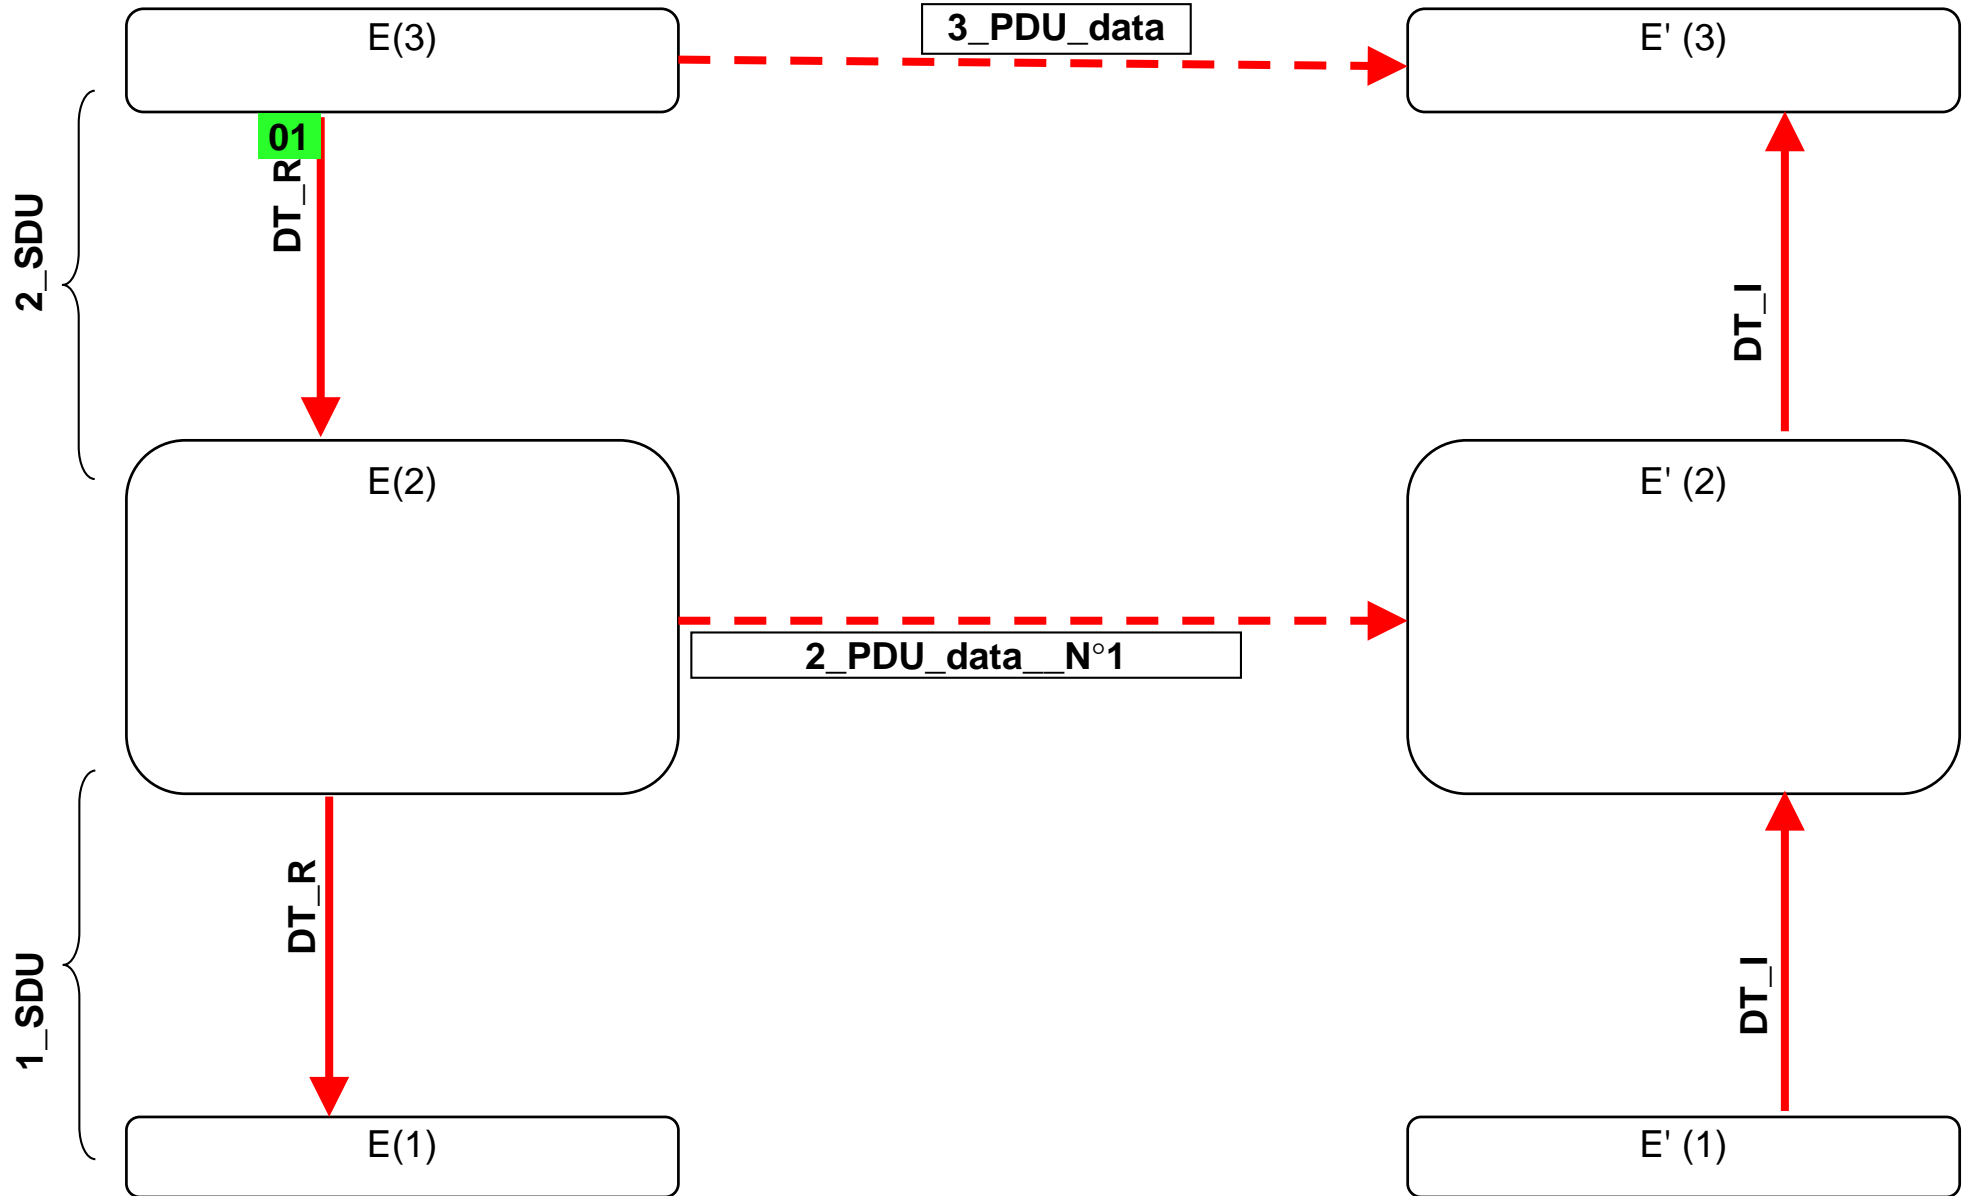 E(3)
3_PDU_data
E' (3)
01
DT_R
2_SDU
DT_I
E(2)
E' (2)
2_PDU_data__N°1
DT_R
1_SDU
DT_I
E(1)
E' (1)